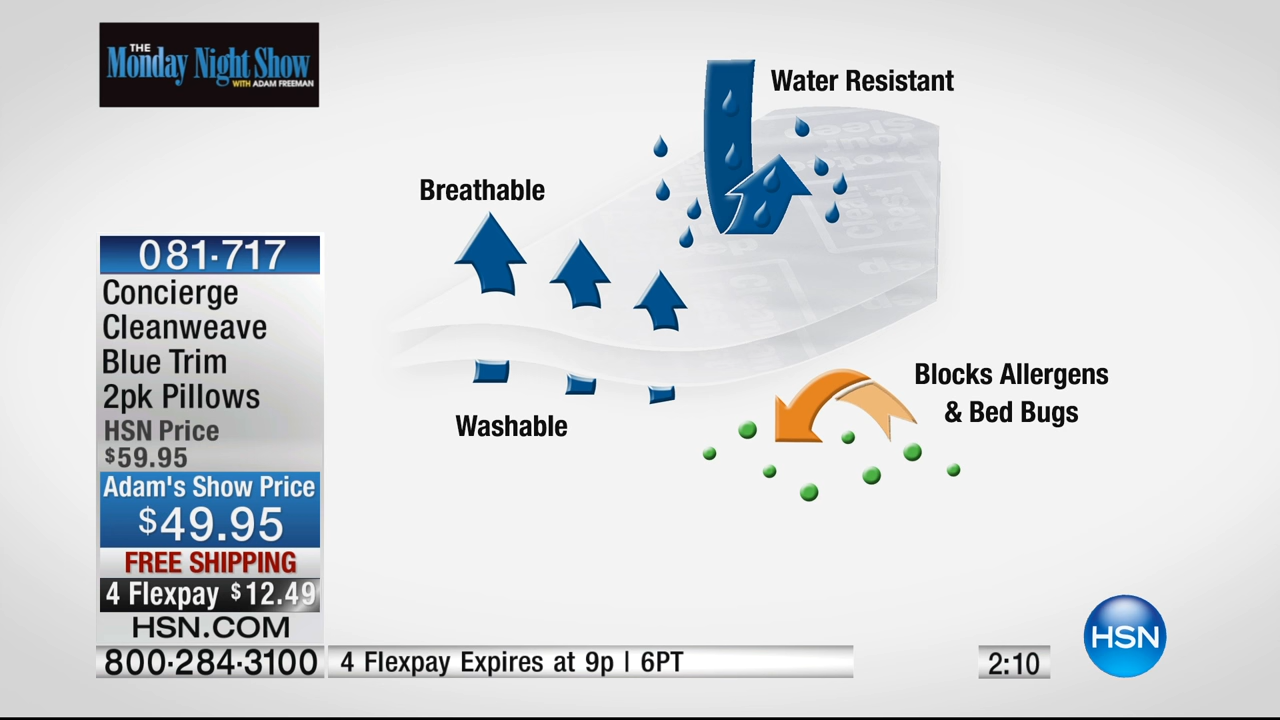 THE
Monday Night Show
WITH ADAM FREEMAN
Water Resistant
Breathable
081·717
Concierge
Cleanweave
Blue Trim
2pk Pillows
HSN Price
$59.95
Adam's Show Price
$49.95
FREE SHIPPING
4 Flexpay $12.49
HSN.COM
800·284·3100
Washable
Blocks Allergens
& Bed Bugs
4 Flexpay Expires at 9p | 6PT
2:10
HSN